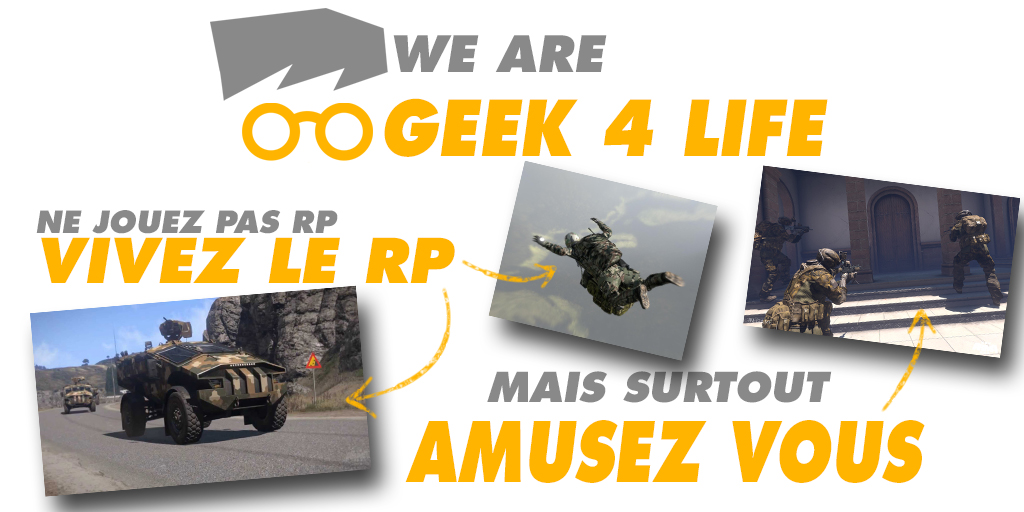 WE ARE
GEEK 4 LIFE
NE JOUEZ PAS RP
VIVEZ LE RP
MAIS SURTOUT
AMUSEZ VOUS